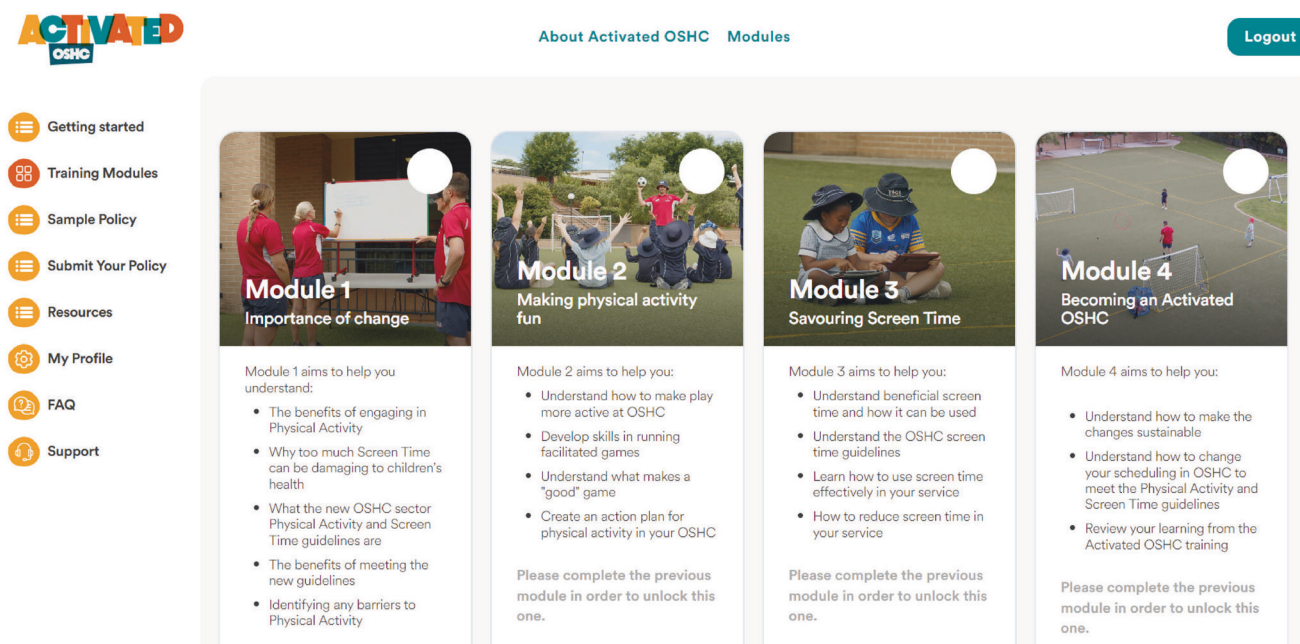 ACTIVATED
OSHC
About Activated OSHC
Modules
Logout
Getting started
Training Modules
Sample Policy
Submit Your Policy
Resources
My Profile
FAQ
Support
Module 1
Importance of change
Module 1 aims to help you
understand:
• The benefits of engaging in
Physical Activity
• Why too much Screen Time
can be damaging to children's
health
• What the new OSHC sector
Physical Activity and Screen
Time guidelines are
• The benefits of meeting the
new guidelines
• Identifying any barriers to
Physical Activity
Module 2
Making physical activity
fun
Module 2 aims to help you:
• Understand how to make play
more active at OSHC
• Develop skills in running
facilitated games
• Understand what makes a
"good" game
• Create an action plan for
physical activity in your OSHC
Please complete the previous
module in order to unlock this
one.
Module 3
Savouring Screen Time
Module 3 aims to help you:
• Understand beneficial screen
time and how it can be used
• Understand the OSHC screen
time guidelines
• Learn how to use screen time
effectively in your service
• How to reduce screen time in
your service
Please complete the previous
module in order to unlock this
one.
Module 4
Becoming an Activated
OSHC
Module 4 aims to help you:
• Understand how to make the
changes sustainable
• Understand how to change
your scheduling in OSHC to
meet the Physical Activity and
Screen Time guidelines
• Review your learning from the
Activated OSHC training
Please complete the previous
module in order to unlock this
one.